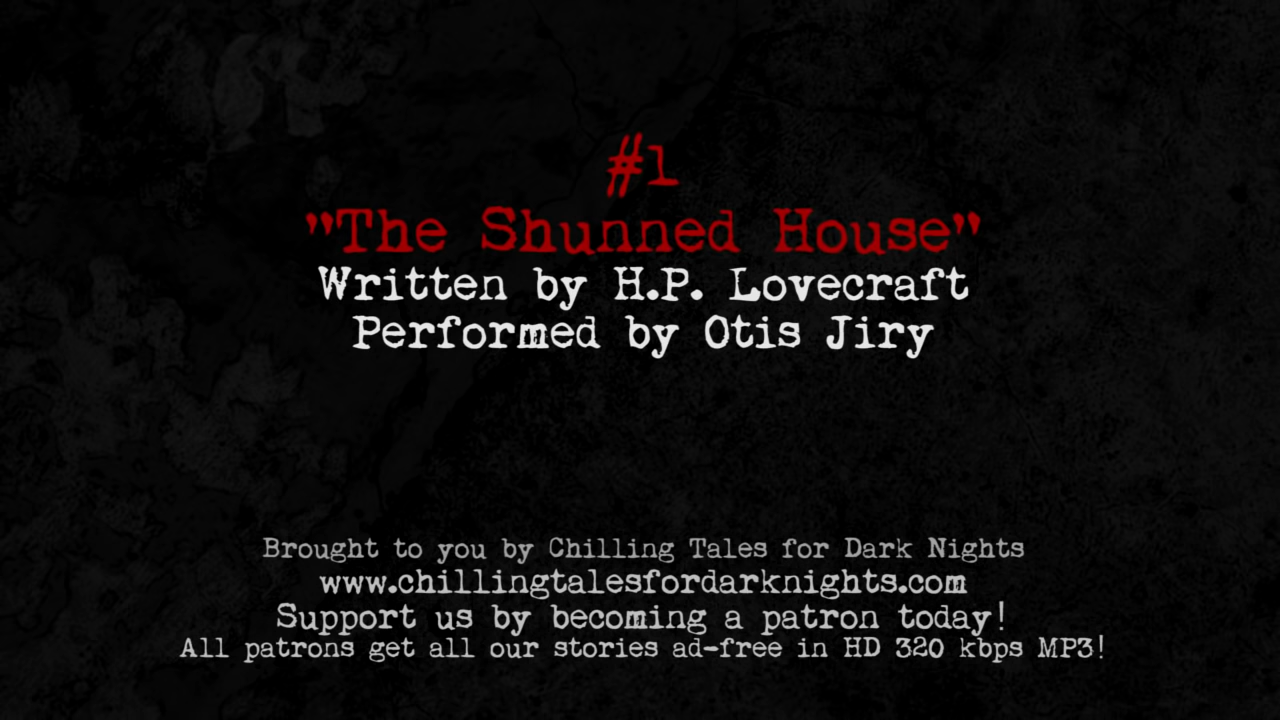 #1
"The Shunned House"
Written by H.P. Lovecraft
Performed by Otis Jiry
Brought to you by Chilling Tales for Dark Nights
www.chillingtalesfordarknights.com
Support us by becoming a patron today!
All patrons get all our stories ad-free in HD 320 kbps MP3!